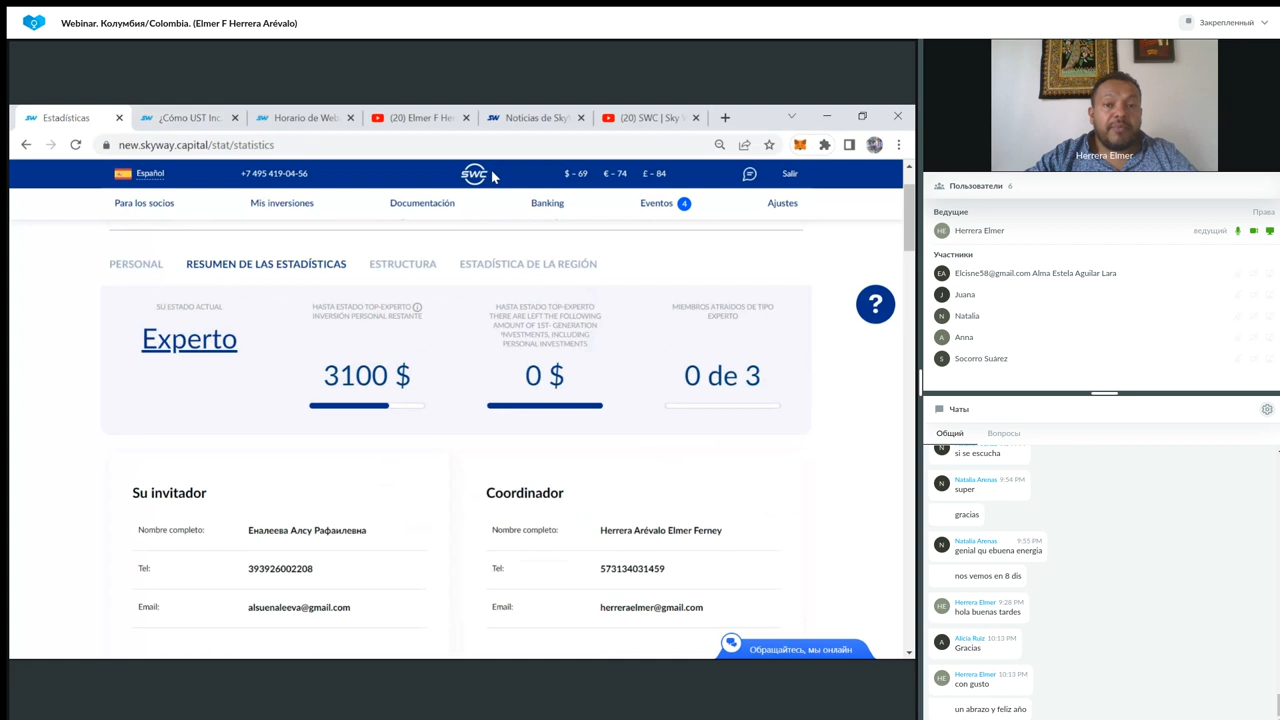 Webinar. Колумбия/Colombia. (Elmer F Herrera Arévalo)
Закрепленный
Estadísticas
¿Cómo UST Inc.
Horario de Web
(20) Elmer F Her
Noticias de Sky
(20) SWC | Sky
new.skyway.capital/stat/statistics
Español
+7 495 419-04-56
SWC
$ – 69
€ – 74
£ – 84
Salir
Para los socios
Mis inversiones
Documentación
Banking
Eventos 4
Ajustes
PERSONAL
RESUMEN DE LAS ESTADÍSTICAS
ESTRUCTURA
ESTADÍSTICA DE LA REGIÓN
SU ESTADO ACTUAL
Experto
HASTA ESTADO TOP-EXPERTO
INVERSIÓN PERSONAL RESTANTE
3100 $
HASTA ESTADO TOP-EXPERTO
THERE ARE LEFT THE FOLLOWING
AMOUNT OF 1ST- GENERATION
INVESTMENTS, INCLUDING
PERSONAL INVESTMENTS
0 $
MIEMBROS ATRAIDOS DE TIPO
EXPERTO
0 de 3
?
Su invitador
Nombre completo: Еналеева Алсу Рафаилевна
Tel: 393926002208
Email: alsuenaleeva@gmail.com
Coordinador
Nombre completo: Herrera Arévalo Elmer Ferney
Tel: 573134031459
Email: herreraelmer@gmail.com
Обращайтесь, мы онлайн
Herrera Elmer
Пользователи 6
Ведущие
Права
HE Herrera Elmer
ведущий
Участники
EA Elcisne58@gmail.com Alma Estela Aguilar Lara
J Juana
N Natalia
A Anna
S Socorro Suárez
Чаты
Общий
Вопросы
N
si se escucha
N Natalia Arenas 9:54 PM
super
gracias
N Natalia Arenas 9:55 PM
genial qu ebuena energia
nos vemos en 8 dis
HE Herrera Elmer 9:28 PM
hola buenas tardes
A Alicia Ruiz 10:13 PM
Gracias
HE Herrera Elmer 10:13 PM
con gusto
un abrazo y feliz año